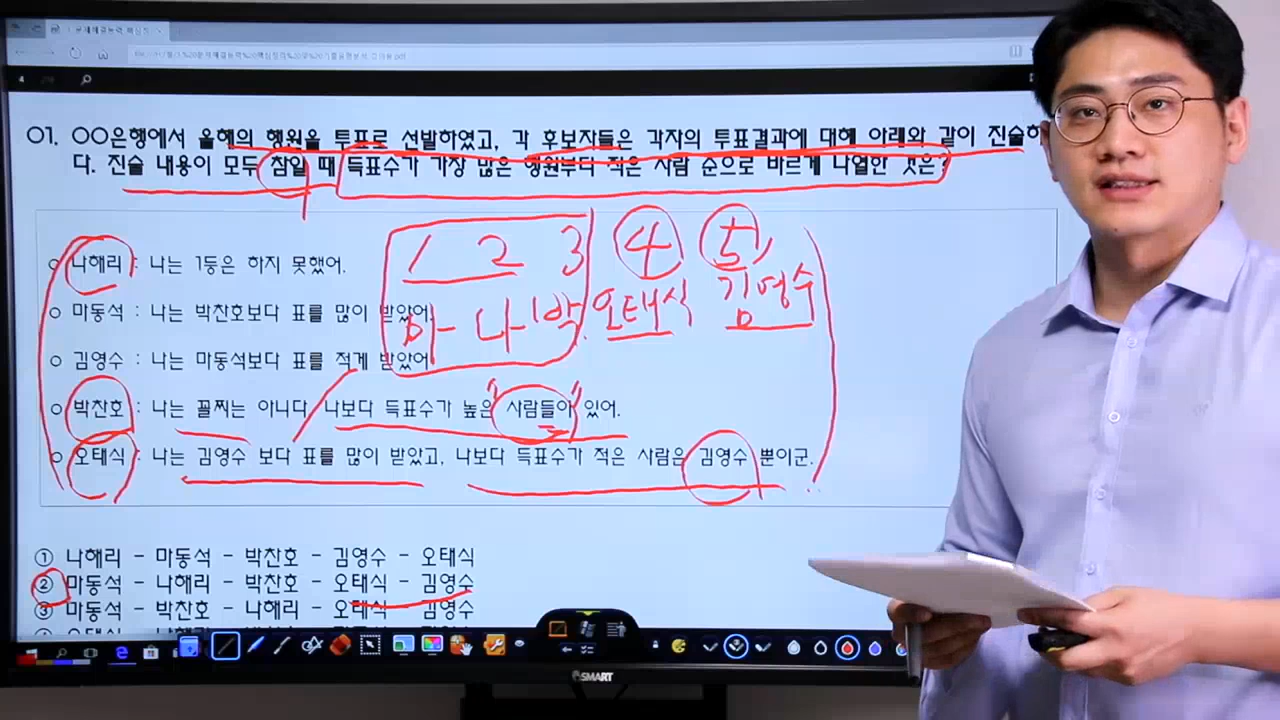 01. OO은행에서 올해의 행원을 투표로 선발하였고, 각 후보자들은 각자의 투표결과에 대해 아래와 같이 진술하
다. 진술 내용이 모두 참일 때 득표수가 가장 많은 행원부터 적은 사람 순으로 바르게 나열한 것은?
1 2 3 4 5
마 나 박 오태식 김영수
나해리 : 나는 1등은 하지 못했어.
마동석 : 나는 박찬호보다 표를 많이 받았어.
김영수 : 나는 마동석보다 표를 적게 받았어
박찬호 : 나는 꼴찌는 아니다 나보다 득표수가 높은 "사람들이" 있어.
오태식 : 나는 김영수 보다 표를 많이 받았고, 나보다 득표수가 적은 사람은 김영수 뿐이군.
① 나해리 - 마동석 - 박찬호 - 김영수 - 오태식
② 마동석 - 나해리 - 박찬호 - 오태식 - 김영수
③ 마동석 - 박찬호 - 나해리 - 오태식 - 김영수
SMART